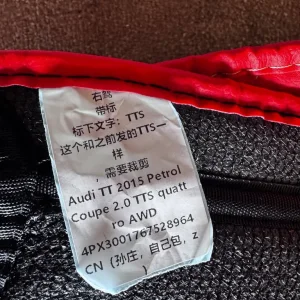 右驾
带标
标下文字：TTS
这个和之前发的TTS一
样
，需要裁剪
Audi TT 2015 Petrol
Coupe 2.0 TTS quatt
ro AWD
4PX3001767528964
CN（孙庄，自己包，z
）